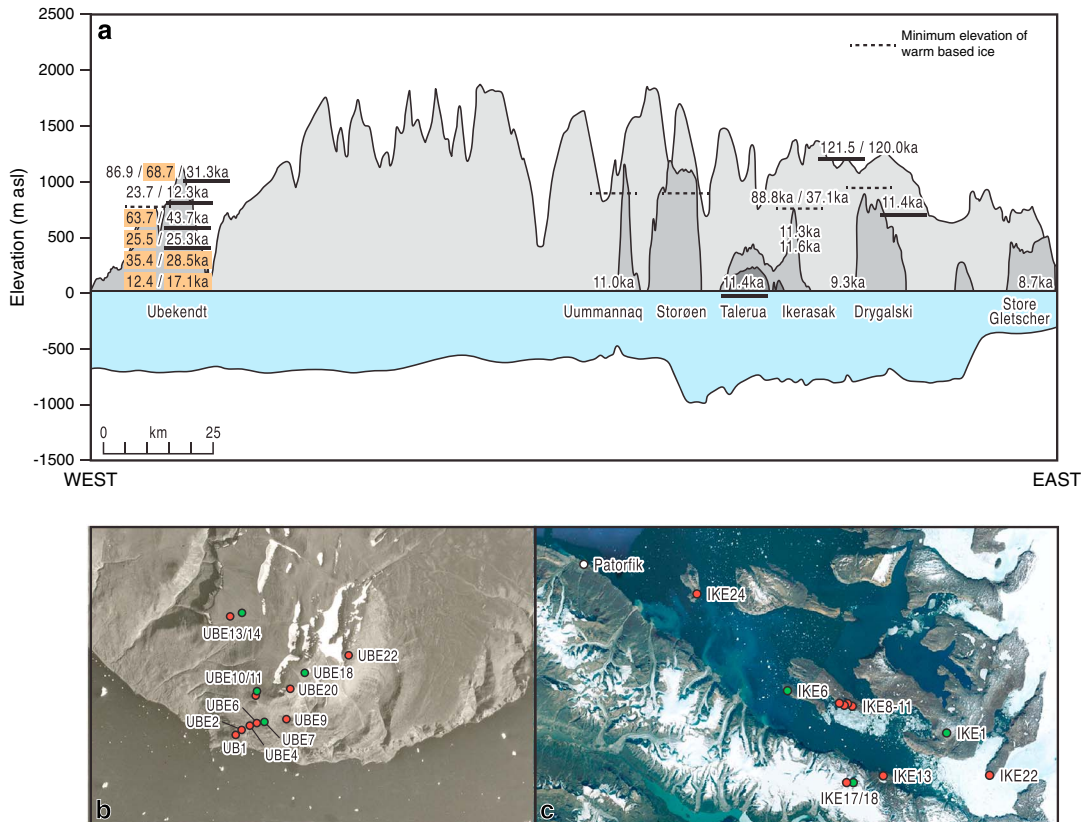 a
Elevation (m asl)
2500
2000
1500
1000
500
0
-500
-1000
-1500
Minimum elevation of
warm based ice
86.9 / 68.7 / 31.3ka
23.7 / 12.3ka
63.7 / 43.7ka
25.5 / 25.3ka
35.4 / 28.5ka
12.4 / 17.1ka
121.5 / 120.0ka
88.8ka / 37.1ka
11.4ka
11.3ka
11.6ka
11.0ka
11.4ka
9.3ka
8.7ka
Ubekendt
Uummannaq
Storøen
Talerua
Ikerasak
Drygalski
Store
Gletscher
0 km 25
WEST
EAST
UBE13/14
UBE22
UBE18
UBE10/11
UBE20
UBE6
UBE2
UBE9
UB1
UBE7
UBE4
b
Patorfik
IKE24
IKE6
IKE8-11
IKE1
IKE13
IKE22
IKE17/18
c